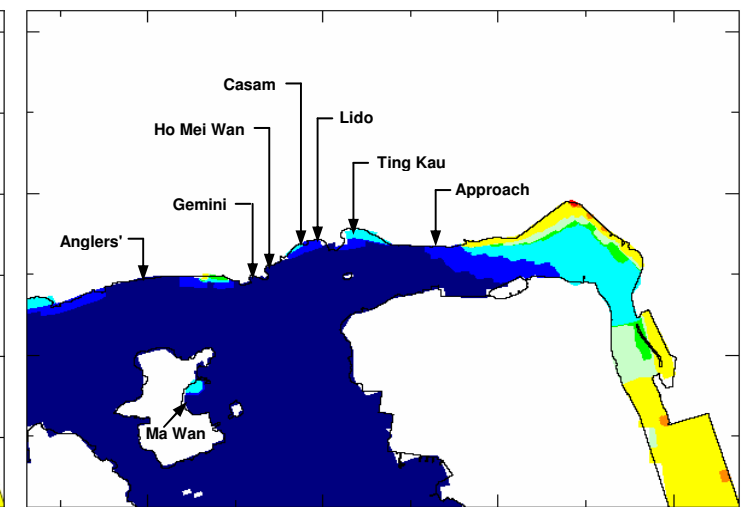 Casam
Lido
Ho Mei Wan
Ting Kau
Approach
Gemini
Anglers'
Ma Wan